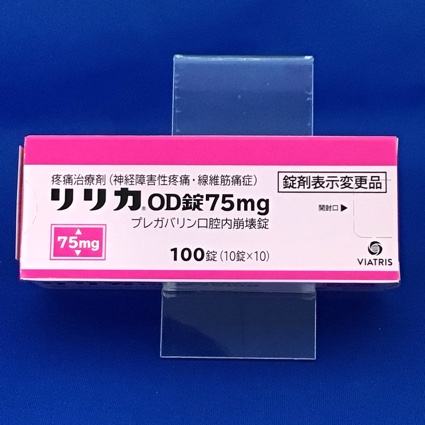 疼痛治療剤(神経障害性疼痛・線維筋痛症)
錠剤表示変更品
リリカ®OD錠75mg
開封口▶
プレガバリン口腔内崩壊錠
75mg
100錠(10錠×10)
VIATRIS